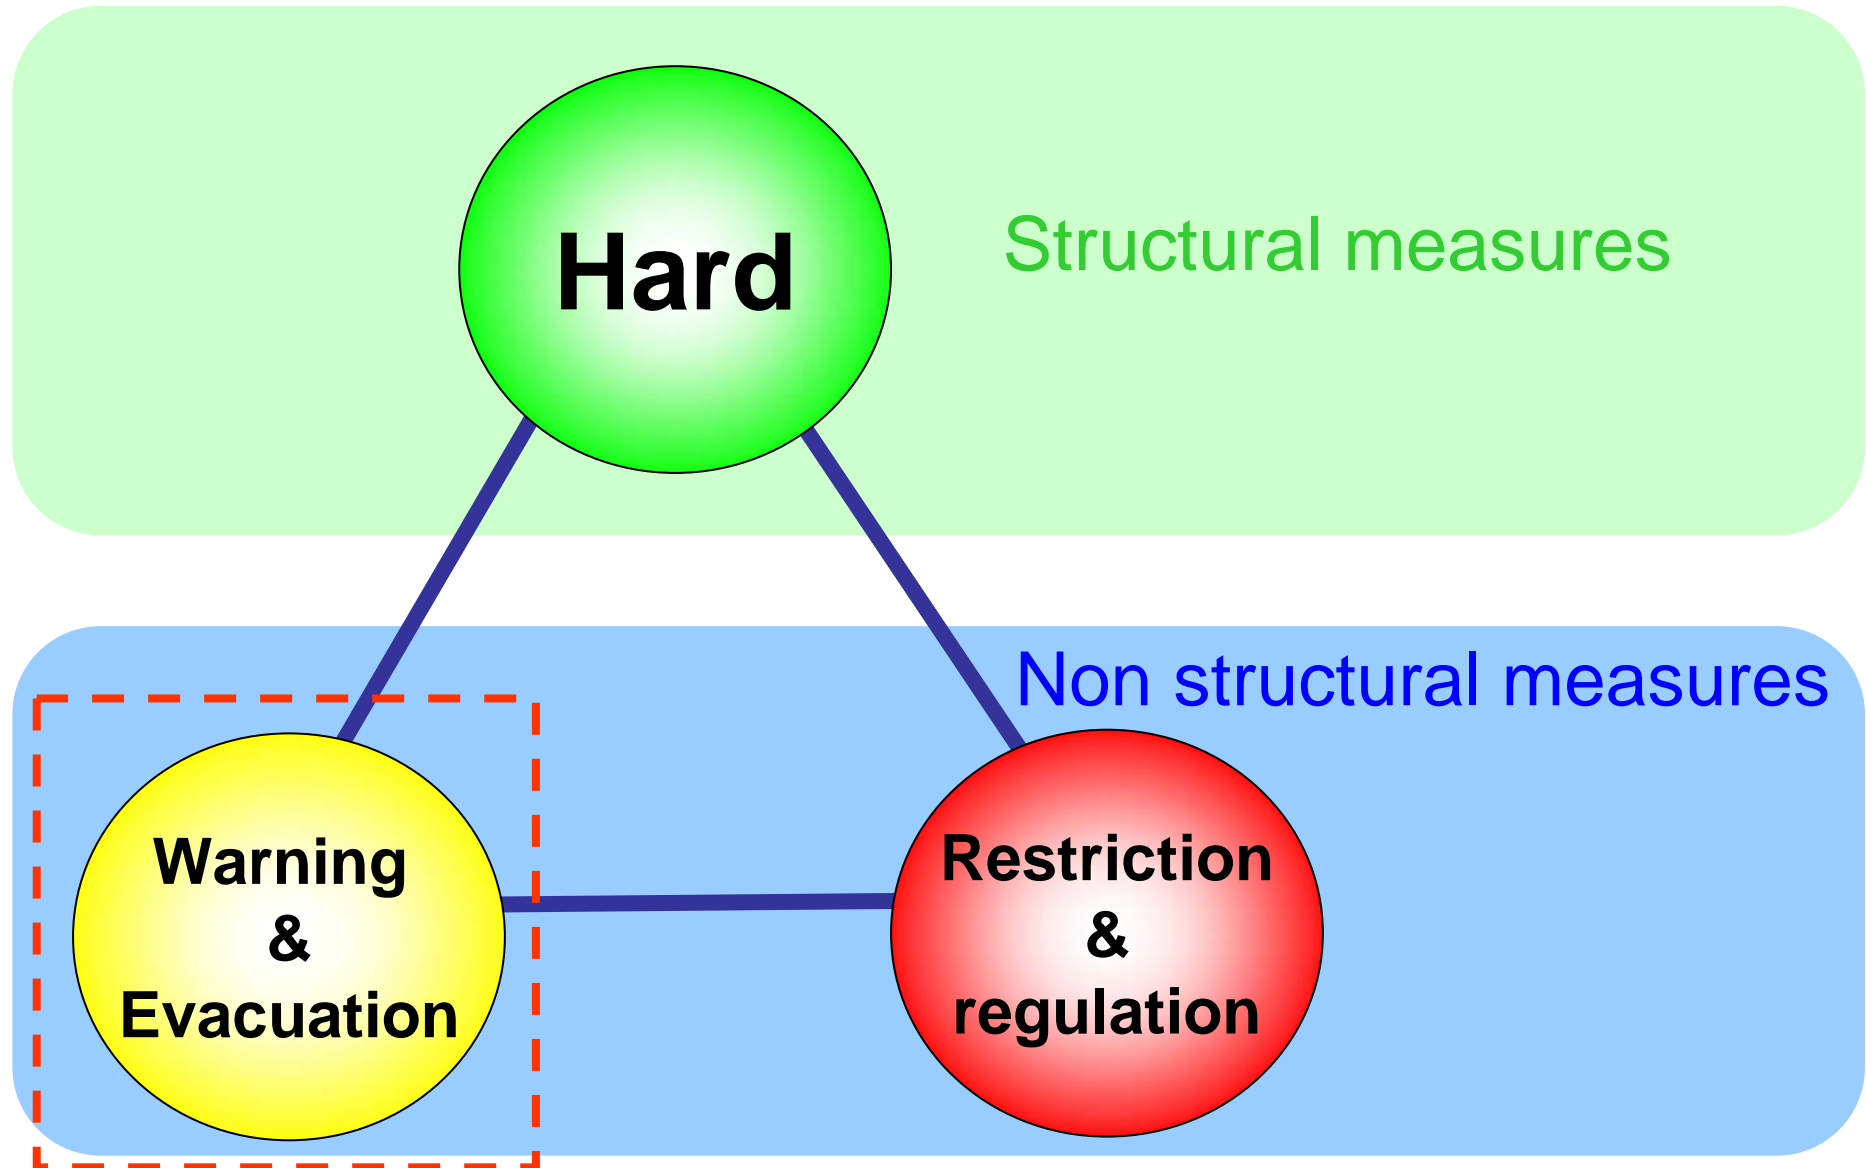 Hard
Structural measures
Non structural measures
Warning
&
Evacuation
Restriction
&
regulation